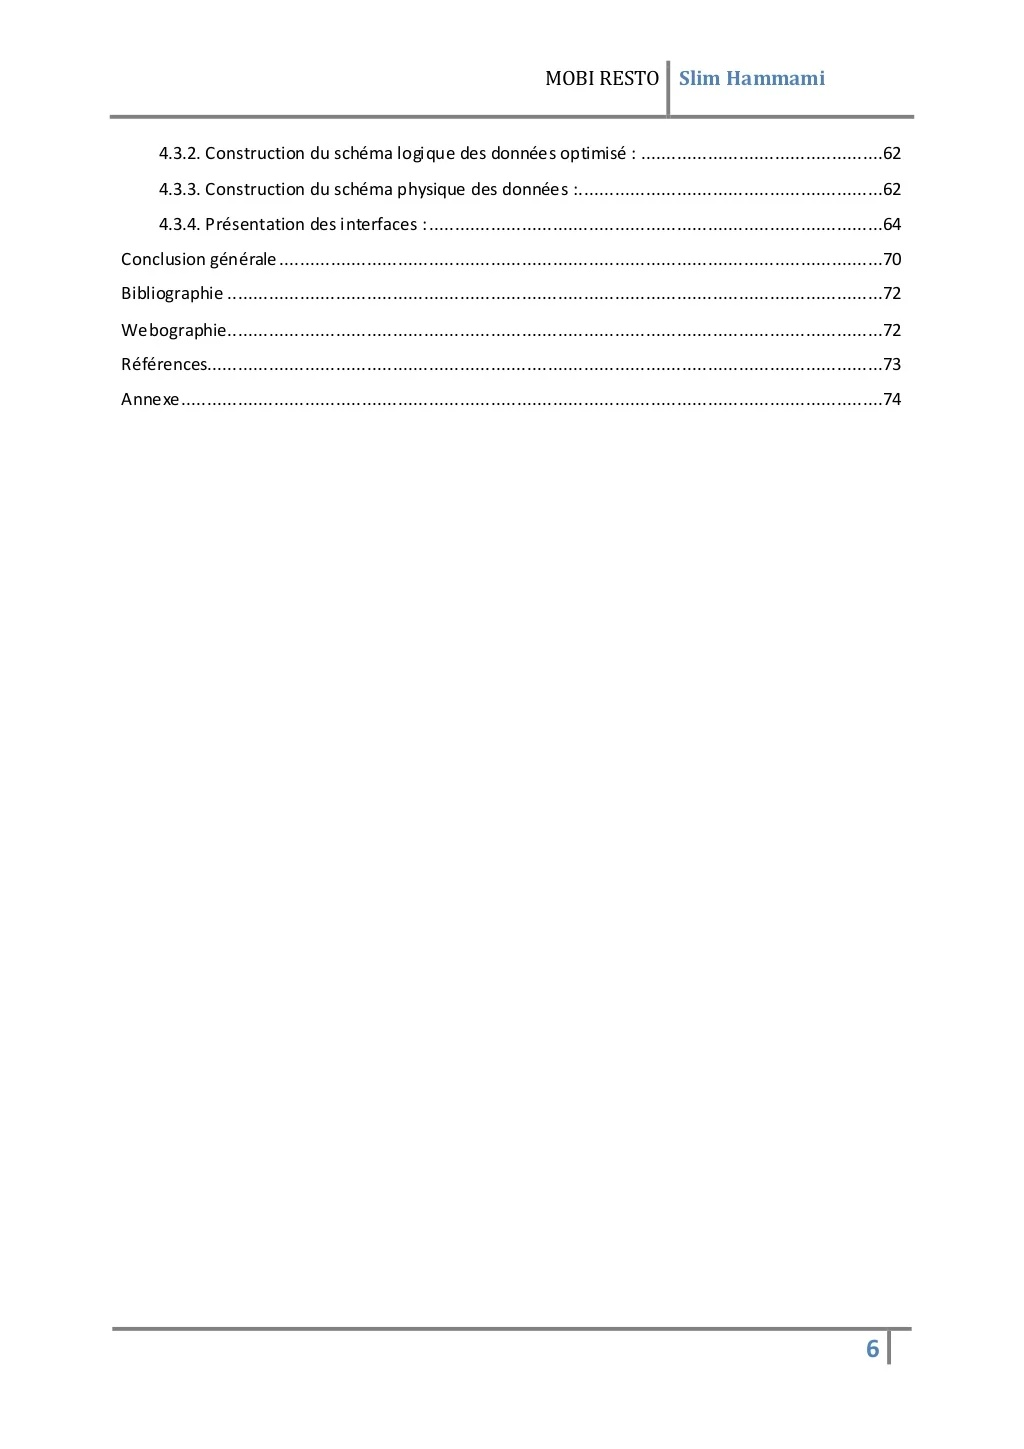 MOBI RESTO Slim Hammami
4.3.2. Construction du schéma logique des données optimisé : ...............................................62
4.3.3. Construction du schéma physique des données :...........................................................62
4.3.4. Présentation des interfaces :........................................................................................64
Conclusion générale.....................................................................................................................70
Bibliographie ...............................................................................................................................72
Webographie...............................................................................................................................72
Références...................................................................................................................................73
Annexe........................................................................................................................................74
6